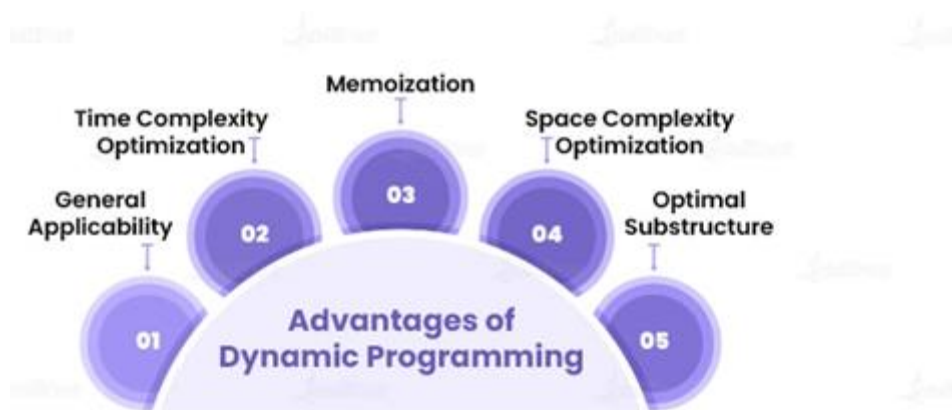 General
Applicability
01
Time Complexity
Optimization
02
Memoization
03
Space Complexity
Optimization
04
Optimal
Substructure
05
Advantages of
Dynamic Programming